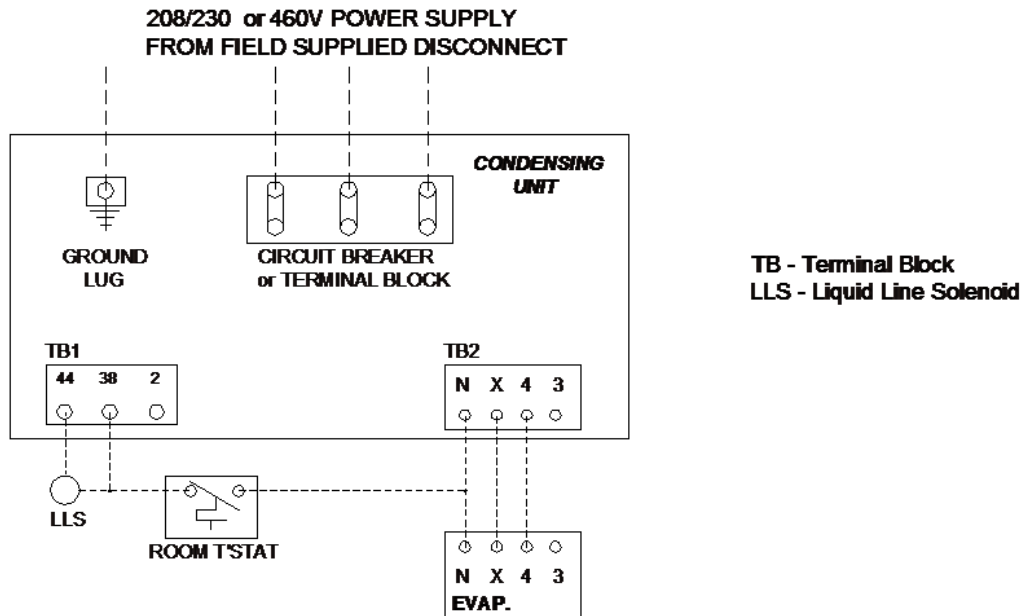 208/230 or 460V POWER SUPPLY
FROM FIELD SUPPLIED DISCONNECT
CONDENSING
UNIT
GROUND
LUG
CIRCUIT BREAKER
or TERMINAL BLOCK
TB - Terminal Block
LLS - Liquid Line Solenoid
TB1
44 38 2
TB2
N X 4 3
LLS
ROOM T'STAT
N X 4 3
EVAP.